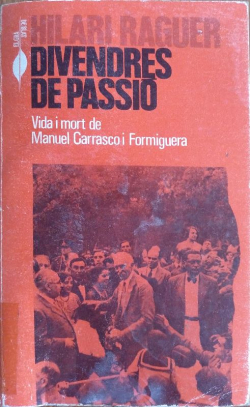 HILARI RAGUER
DIVENDRES
DE PASSIÓ
Vida i mort de
Manuel Carrasco i Formiguera